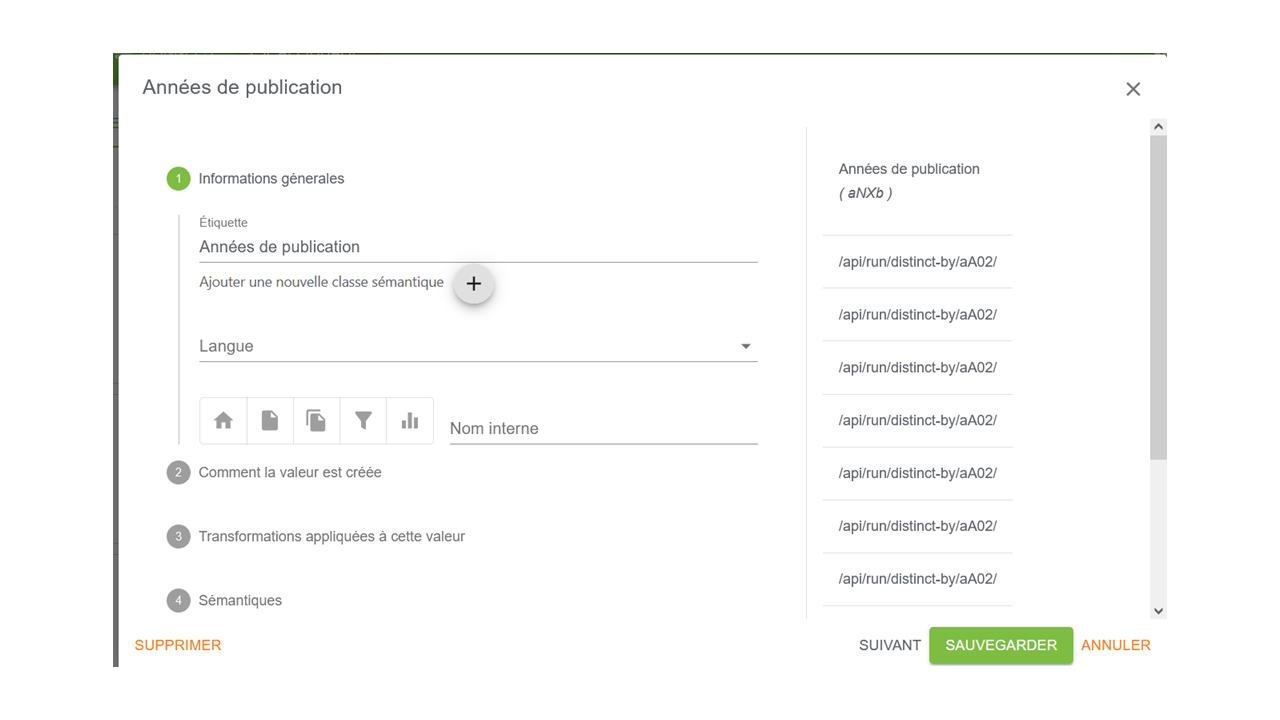 Années de publication
1 Informations génerales
Étiquette
Années de publication
Ajouter une nouvelle classe sémantique
Langue
Nom interne
2 Comment la valeur est créée
3 Transformations appliquées à cette valeur
4 Sémantiques
Années de publication
( aNXb )
/api/run/distinct-by/aA02/
/api/run/distinct-by/aA02/
/api/run/distinct-by/aA02/
/api/run/distinct-by/aA02/
/api/run/distinct-by/aA02/
/api/run/distinct-by/aA02/
/api/run/distinct-by/aA02/
SUPPRIMER
SUIVANT SAUVEGARDER ANNULER